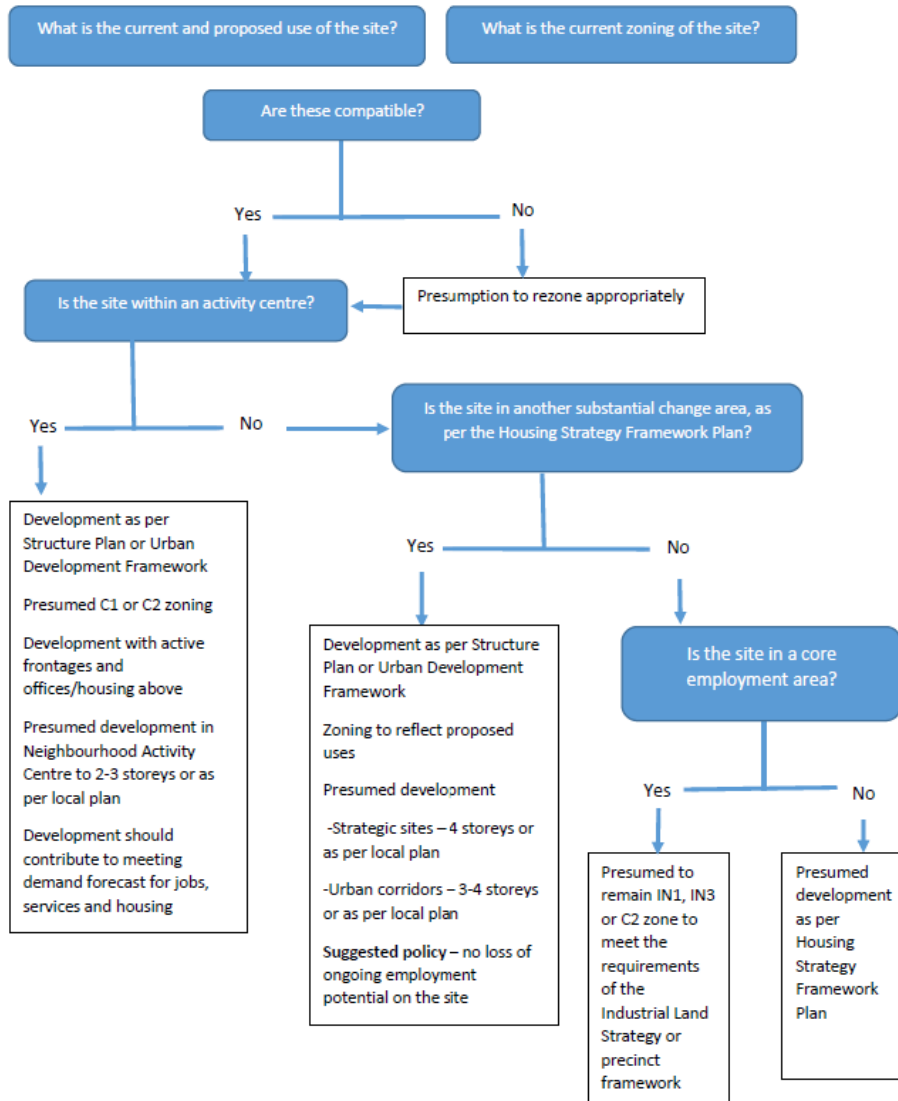 What is the current and proposed use of the site?
What is the current zoning of the site?
Are these compatible?
Yes
No
Is the site within an activity centre?
Presumption to rezone appropriately
Yes
No
Is the site in another substantial change area, as
per the Housing Strategy Framework Plan?
Development as per
Structure Plan or Urban
Development Framework
Presumed C1 or C2 zoning
Development with active
frontages and
offices/housing above
Presumed development in
Neighbourhood Activity
Centre to 2-3 storeys or as
per local plan
Development should
contribute to meeting
demand forecast for jobs,
services and housing
Yes
No
Development as per Structure
Plan or Urban Development
Framework
Zoning to reflect proposed
uses
Presumed development
-Strategic sites – 4 storeys or
as per local plan
-Urban corridors – 3-4 storeys
or as per local plan
Suggested policy – no loss of
ongoing employment
potential on the site
Is the site in a core
employment area?
Yes
No
Presumed to
remain IN1, IN3
or C2 zone to
meet the
requirements
of the
Industrial Land
Strategy or
precinct
framework
Presumed
development
as per
Housing
Strategy
Framework
Plan